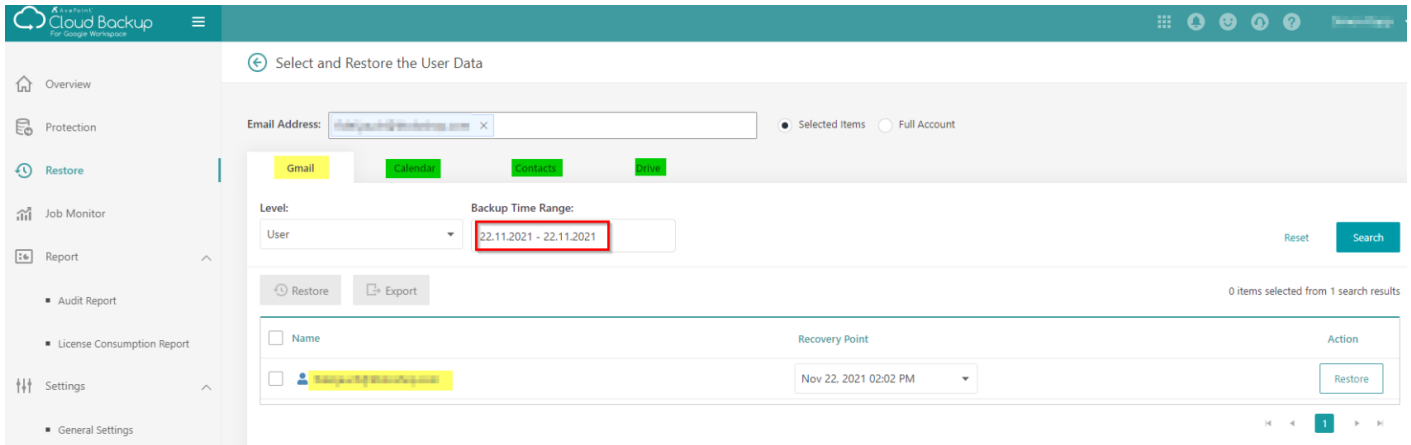 AvePoint
Cloud Backup
For Google Workspace
Select and Restore the User Data
Overview
Protection
Restore
Job Monitor
Report
Audit Report
License Consumption Report
Settings
General Settings
Email Address:
Selected Items Full Account
Gmail Calendar Contacts Drive
Level: Backup Time Range:
User 22.11.2021 - 22.11.2021 Reset Search
Restore Export 0 items selected from 1 search results
Name Recovery Point Action
Nov 22, 2021 02:02 PM Restore
1